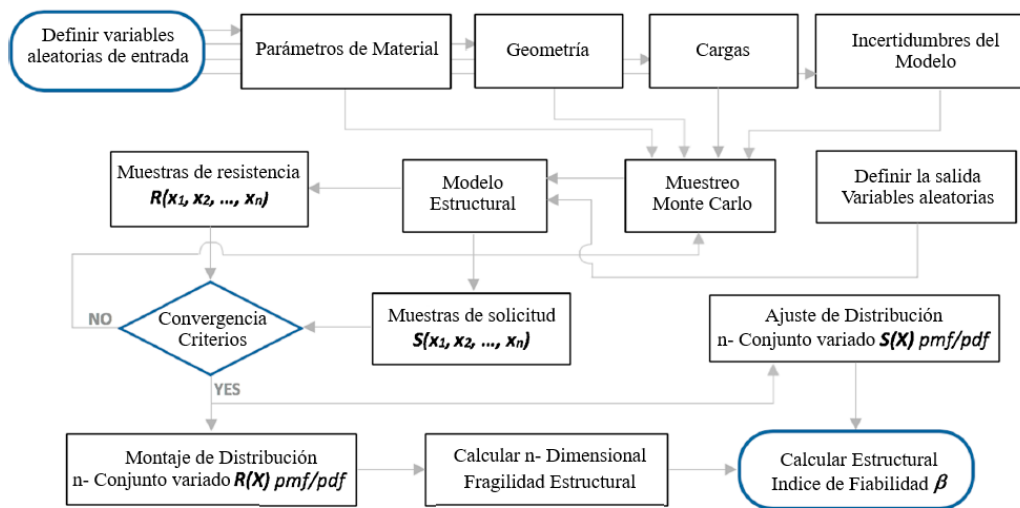 Definir variables
aleatorias de entrada
Parámetros de Material
Geometría
Cargas
Incertidumbres del
Modelo
Muestras de resistencia
R(x1, x2, ..., xn)
Modelo
Estructural
Muestreo
Monte Carlo
Definir la salida
Variables aleatorias
NO
Convergencia
Criterios
Muestras de solicitud
S(x1, x2, ..., xn)
Ajuste de Distribución
n- Conjunto variado S(X) pmf/pdf
YES
Montaje de Distribución
n- Conjunto variado R(X) pmf/pdf
Calcular n- Dimensional
Fragilidad Estructural
Calcular Estructural
Indice de Fiabilidad β